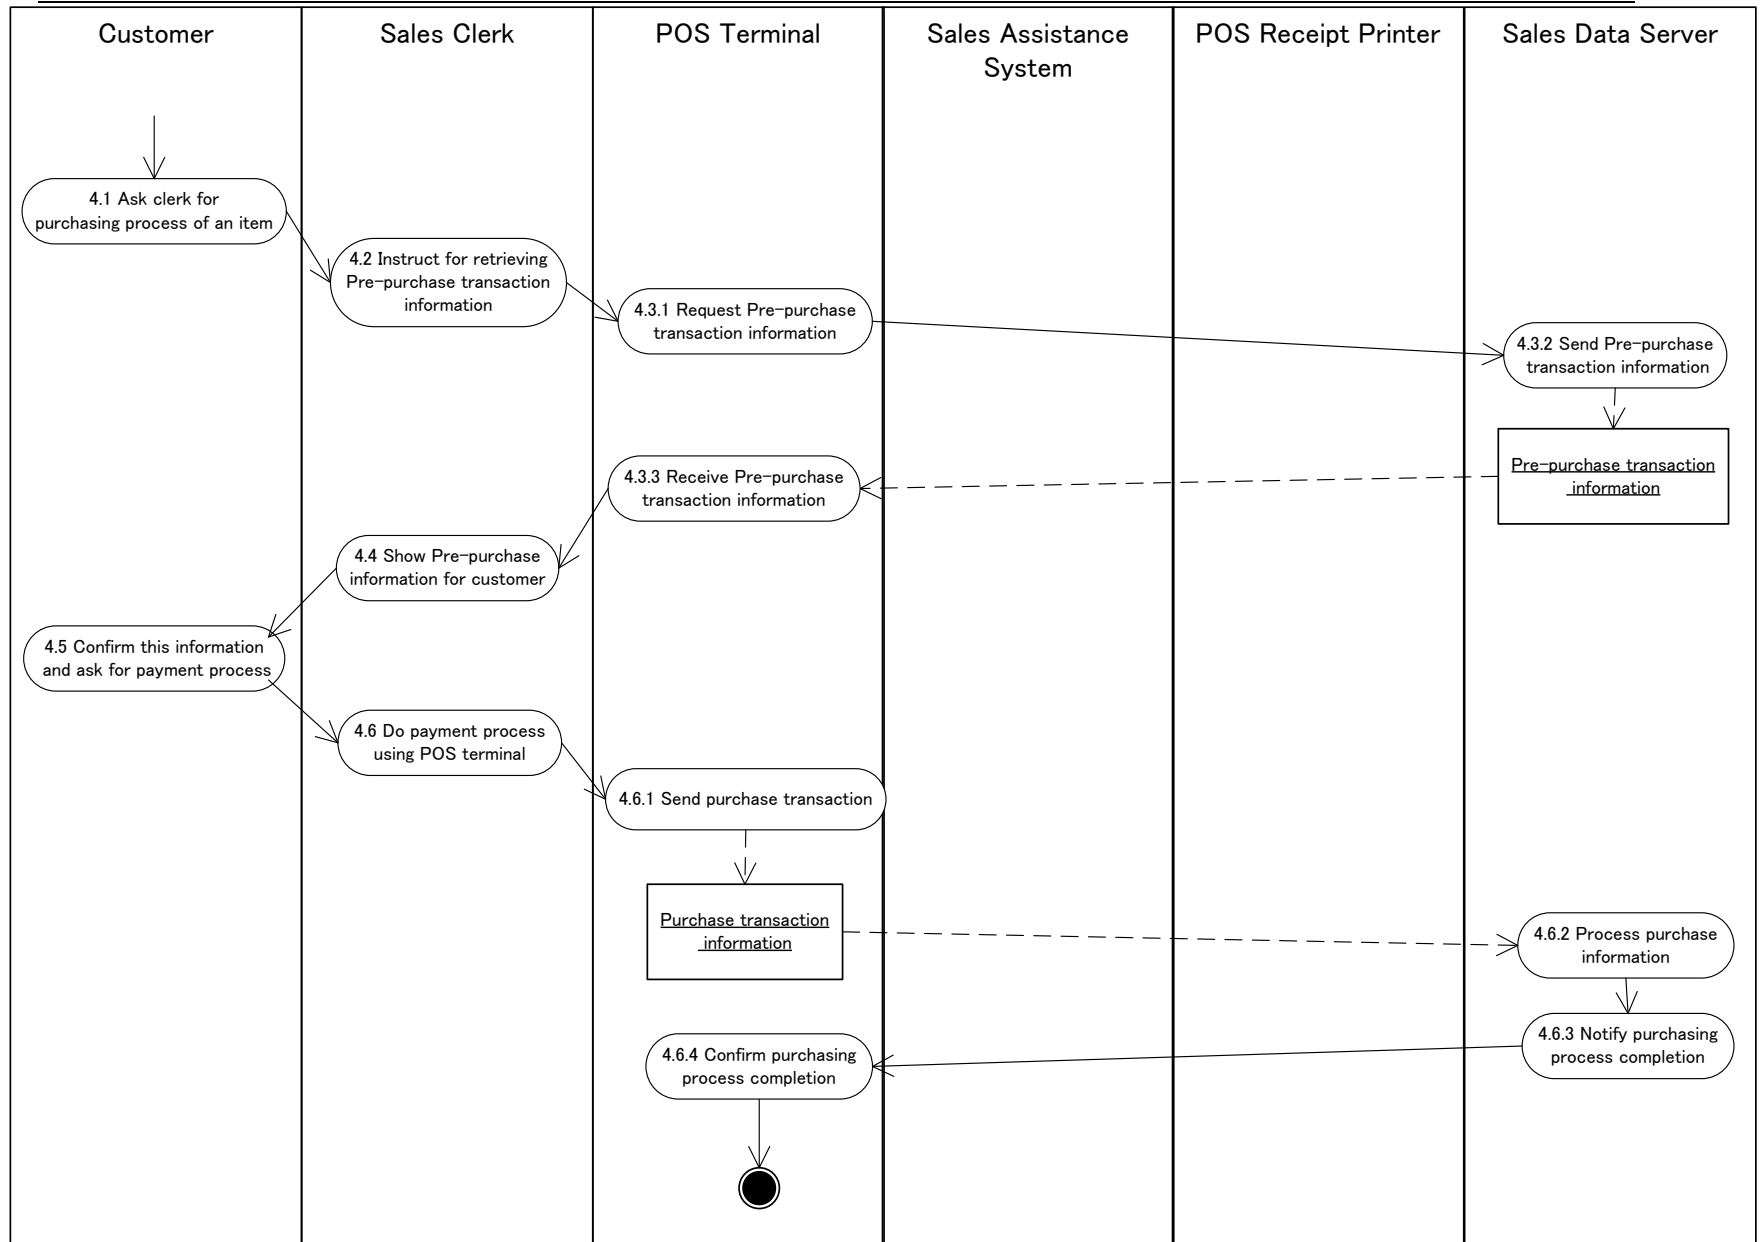 Customer
Sales Clerk
POS Terminal
Sales Assistance
System
POS Receipt Printer
Sales Data Server
4.1 Ask clerk for
purchasing process of an item
4.2 Instruct for retrieving
Pre-purchase transaction
information
4.3.1 Request Pre-purchase
transaction information
4.3.2 Send Pre-purchase
transaction information
Pre-purchase transaction
information
4.3.3 Receive Pre-purchase
transaction information
4.4 Show Pre-purchase
information for customer
4.5 Confirm this information
and ask for payment process
4.6 Do payment process
using POS terminal
4.6.1 Send purchase transaction
Purchase transaction
information
4.6.2 Process purchase
information
4.6.3 Notify purchasing
process completion
4.6.4 Confirm purchasing
process completion